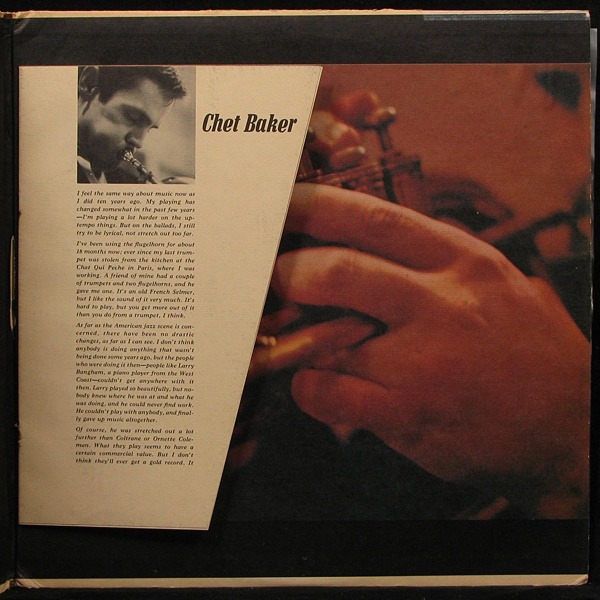 Chet Baker
I feel the same way about music now as
I did ten years ago. My playing has
changed somewhat in the past few years
—I'm playing a lot harder on the up-
tempo things. But on the ballads, I still
try to be lyrical, not stretch out too far.
I've been using the flugelhorn for about
18 months now; ever since my last trum-
pet was stolen from the kitchen at the
Chat Qui Peche in Paris, where I was
working. A friend of mine had a couple
of trumpets and two flugelhorns, and he
gave me one. It's an old French Selmer,
but I like the sound of it very much. It's
hard to play, but you get more out of it
than you do from a trumpet, I think.
As far as the American jazz scene is con-
cerned, there have been no drastic
changes, as far as I can see. I don't think
anybody is doing anything that wasn't
being done some years ago, but the people
who were doing it then—people like Larry
Bangham, a piano player from the West
Coast—couldn't get anywhere with it
then. Larry played so beautifully, but no-
body knew where he was at and what he
was doing, and he could never find work.
He couldn't play with anybody, and final-
ly gave up music altogether.
Of course, he was stretched out a lot
further than Coltrane or Ornette Cole-
man. What they play seems to have a
certain commercial value. But I don't
think they'll ever get a gold record. It